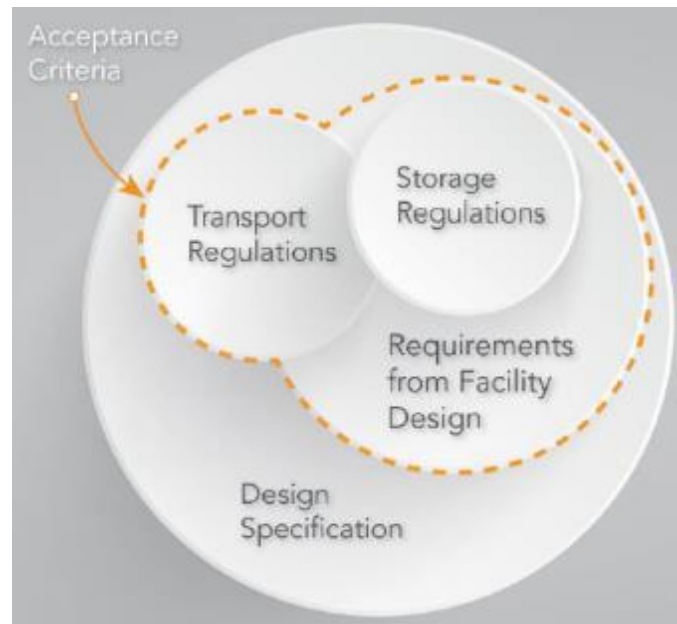 Acceptance
Criteria
Transport
Regulations
Storage
Regulations
Requirements
from Facility
Design
Design
Specification